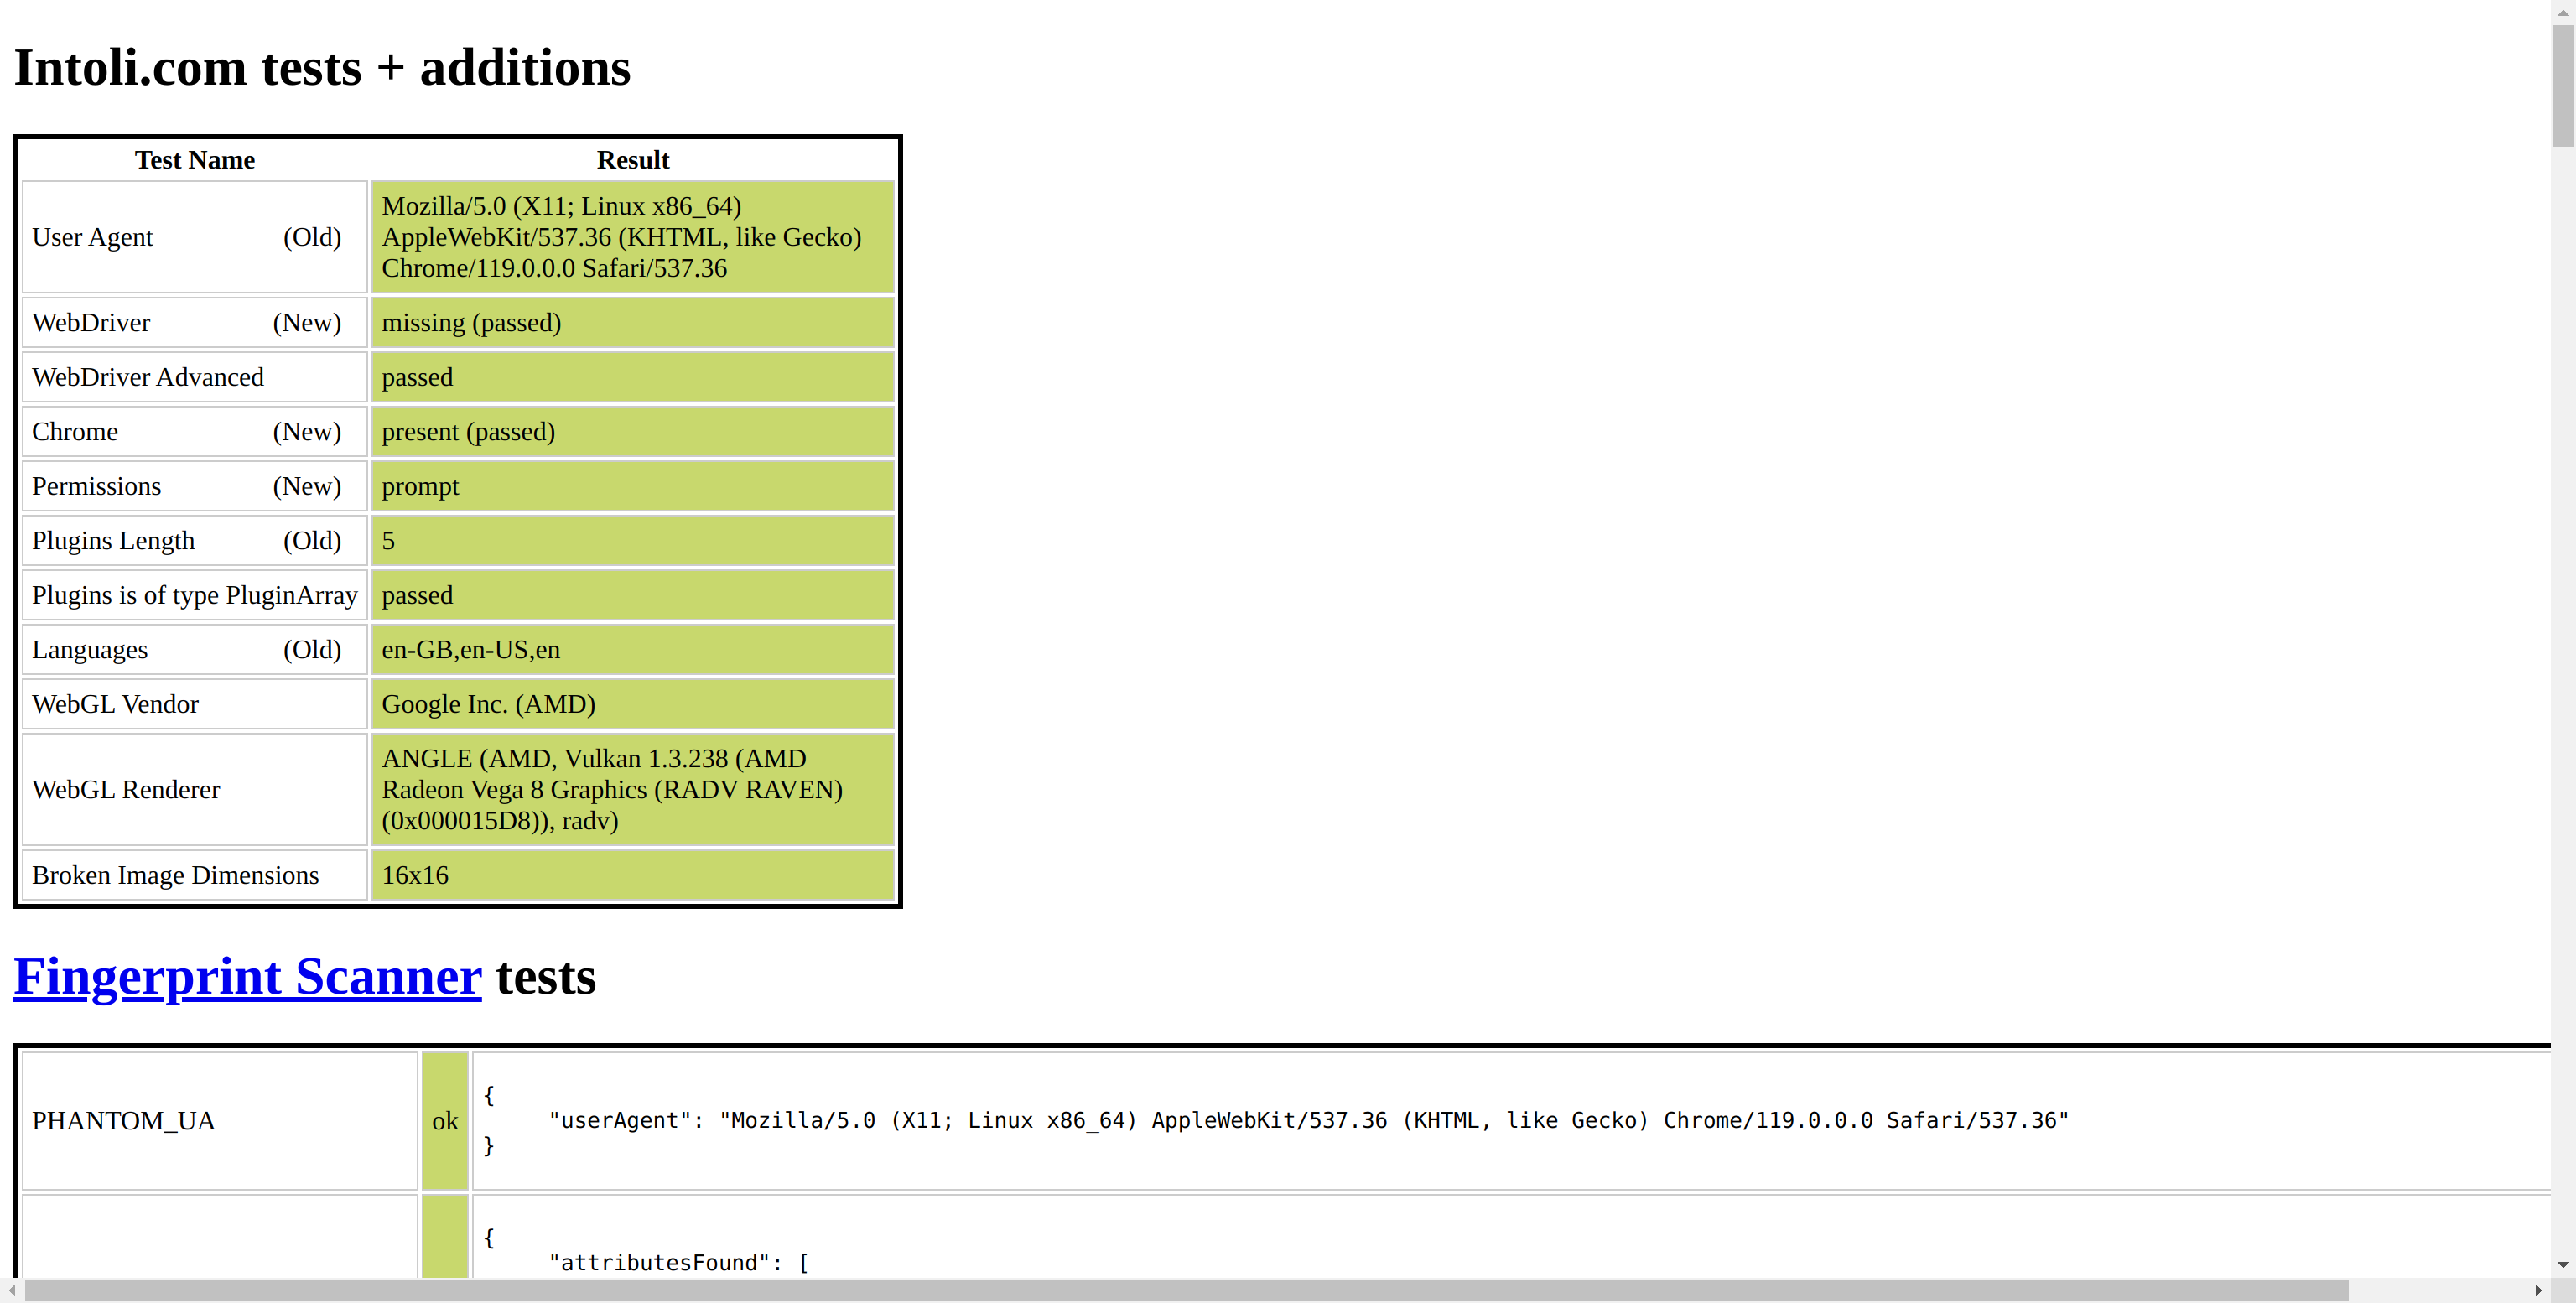 Intoli.com tests + additions
Test Name Result
User Agent (Old) Mozilla/5.0 (X11; Linux x86_64)
AppleWebKit/537.36 (KHTML, like Gecko)
Chrome/119.0.0.0 Safari/537.36
WebDriver (New) missing (passed)
WebDriver Advanced passed
Chrome (New) present (passed)
Permissions (New) prompt
Plugins Length (Old) 5
Plugins is of type PluginArray passed
Languages (Old) en-GB,en-US,en
WebGL Vendor Google Inc. (AMD)
WebGL Renderer ANGLE (AMD, Vulkan 1.3.238 (AMD
Radeon Vega 8 Graphics (RADV RAVEN)
(0x000015D8)), radv)
Broken Image Dimensions 16x16
Fingerprint Scanner tests
PHANTOM_UA ok {
"userAgent": "Mozilla/5.0 (X11; Linux x86_64) AppleWebKit/537.36 (KHTML, like Gecko) Chrome/119.0.0.0 Safari/537.36"
}
{
"attributesFound": [